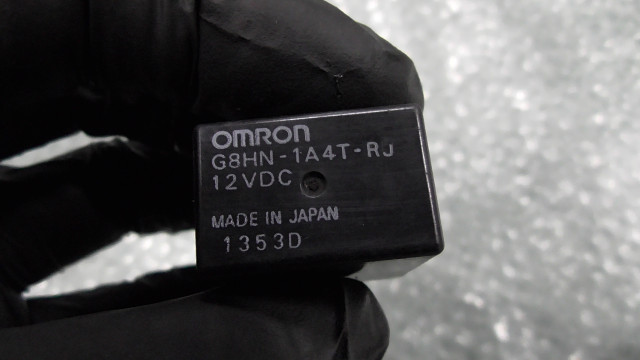 OMRON
G8HN-1A4T-RJ
12VDC
MADE IN JAPAN
1353D